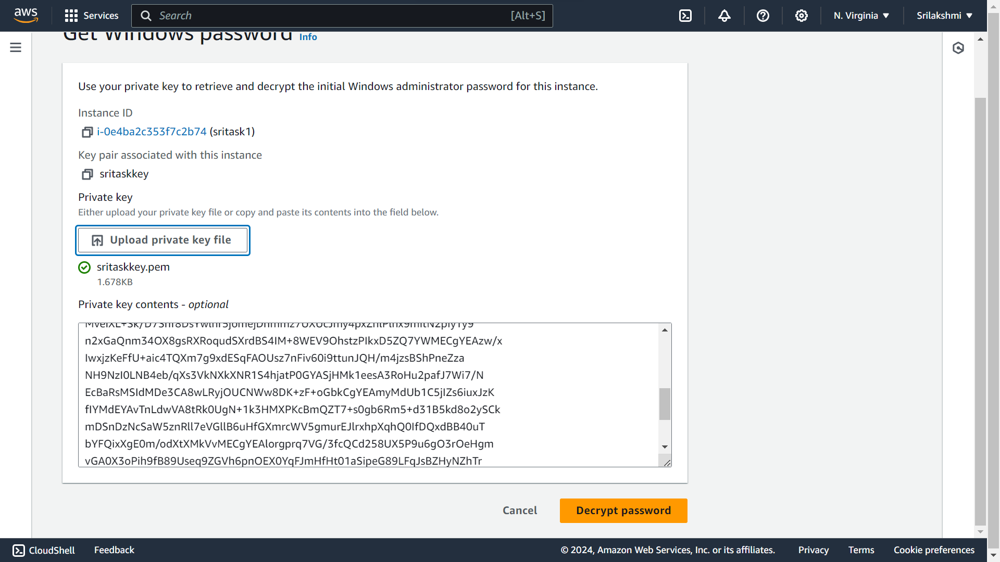 aws
Services
Search
[Alt+S]
N. Virginia
Srilakshmi
Get Windows password Info
Use your private key to retrieve and decrypt the initial Windows administrator password for this instance.
Instance ID
i-0e4ba2c353f7c2b74 (sritask1)
Key pair associated with this instance
sritaskkey
Private key
Either upload your private key file or copy and paste its contents into the field below.
Upload private key file
sritaskkey.pem
1.678KB
Private key contents - optional
n2xGaQnm34OX8gsRXRoqudSXrdBS4IM+8WEV9OhstzPIkxD5ZQ7YWMECgYEAzw/x
IwxjzKeFfU+aic4TQXm7g9xdESqFAOUsz7nFiv60i9ttunJQH/m4jzsBShPneZza
NH9NzI0LNB4eb/qXs3VkNXkXNR1S4hjatP0GYASjHMk1eesA3RoHu2pafJ7Wi7/N
EcBaRsMSIdMDe3CA8wLRyjOUCNWw8DK+zF+oGbkCgYEAmyMdUb1C5jIZs6iuxJzK
fIYMdEYAvTnLdwVA8tRk0UgN+1k3HMXPKcBmQZT7+s0gb6Rm5+d31B5kd8o2ySCk
mDSnDzNcSaW5znRll7eVGllB6uHfGXmrcWV5gmurEJlrxhpXqhQ0IfDQxdBB40uT
bYFQixXgE0m/odXtXMkVvMECgYEAlorgprq7VG/3fcQCd258UX5P9u6gO3rOeHgm
vGA0X3oPih9fB89Useq9ZGVh6pnOEX0YqFJmHfHt01aSipeG89LFqJsBZHyNZhTr
Cancel
Decrypt password
CloudShell
Feedback
© 2024, Amazon Web Services, Inc. or its affiliates.
Privacy
Terms
Cookie preferences